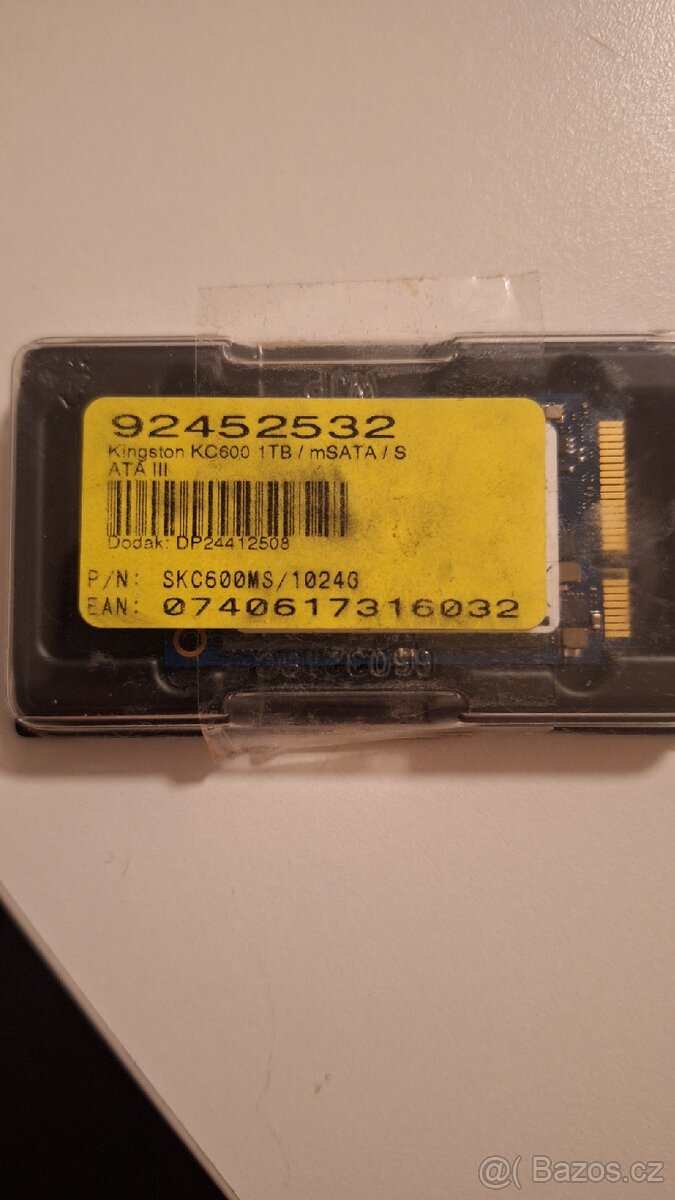 92452532
Kingston KC600 1TB / mSATA / S
ATA III
Dodak: DP24412508
P/N: SKC600MS/1024G
EAN: 0740617316032
@( Bazos.cz